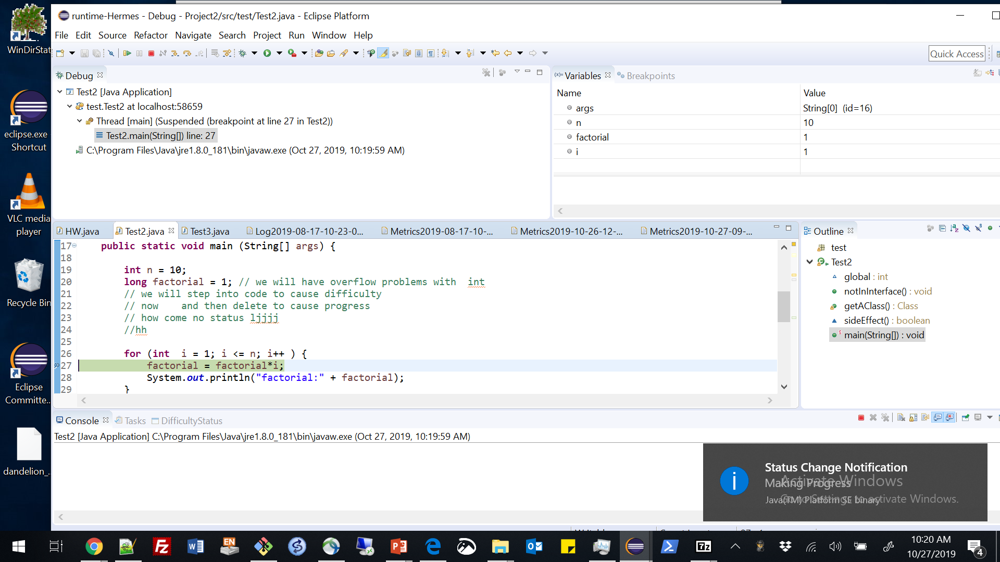 WinDirStat
eclipse.exe
Shortcut
VLC media
player
Recycle Bin
Eclipse
Committe...
dandelion_...
runtime-Hermes - Debug - Project2/src/test/Test2.java - Eclipse Platform
File Edit Source Refactor Navigate Search Project Run Window Help
Quick Access
Debug
Test2 [Java Application]
test.Test2 at localhost:58659
Thread [main] (Suspended (breakpoint at line 27 in Test2))
Test2.main(String[]) line: 27
C:\Program Files\Java\jre1.8.0_181\bin\javaw.exe (Oct 27, 2019, 10:19:59 AM)
(x)= Variables Breakpoints
Name Value
args String[0] (id=16)
n 10
factorial 1
i 1
HW.java Test2.java Test3.java Log2019-08-17-10-23-0... Metrics2019-08-17-10-... Metrics2019-10-26-12-... Metrics2019-10-27-09-...
17 public static void main (String[] args) {
18
19 int n = 10;
20 long factorial = 1; // we will have overflow problems with  int
21 // we will step into code to cause difficulty
22 // now    and then delete to cause progress
23 // how come no status ljjjj
24 //hh
25
26 for (int  i = 1; i <= n; i++ ) {
27 factorial = factorial*i;
28 System.out.println("factorial:" + factorial);
29 }
Outline
test
Test2
global : int
notInInterface() : void
getAClass() : Class
sideEffect() : boolean
main(String[]) : void
Console Tasks DifficultyStatus
Test2 [Java Application] C:\Program Files\Java\jre1.8.0_181\bin\javaw.exe (Oct 27, 2019, 10:19:59 AM)
Status Change Notification
Making Progress
Java(TM) Platform SE binary
Activate Windows
Go to Settings to activate Windows.
EN
7z
10:20 AM
10/27/2019
4